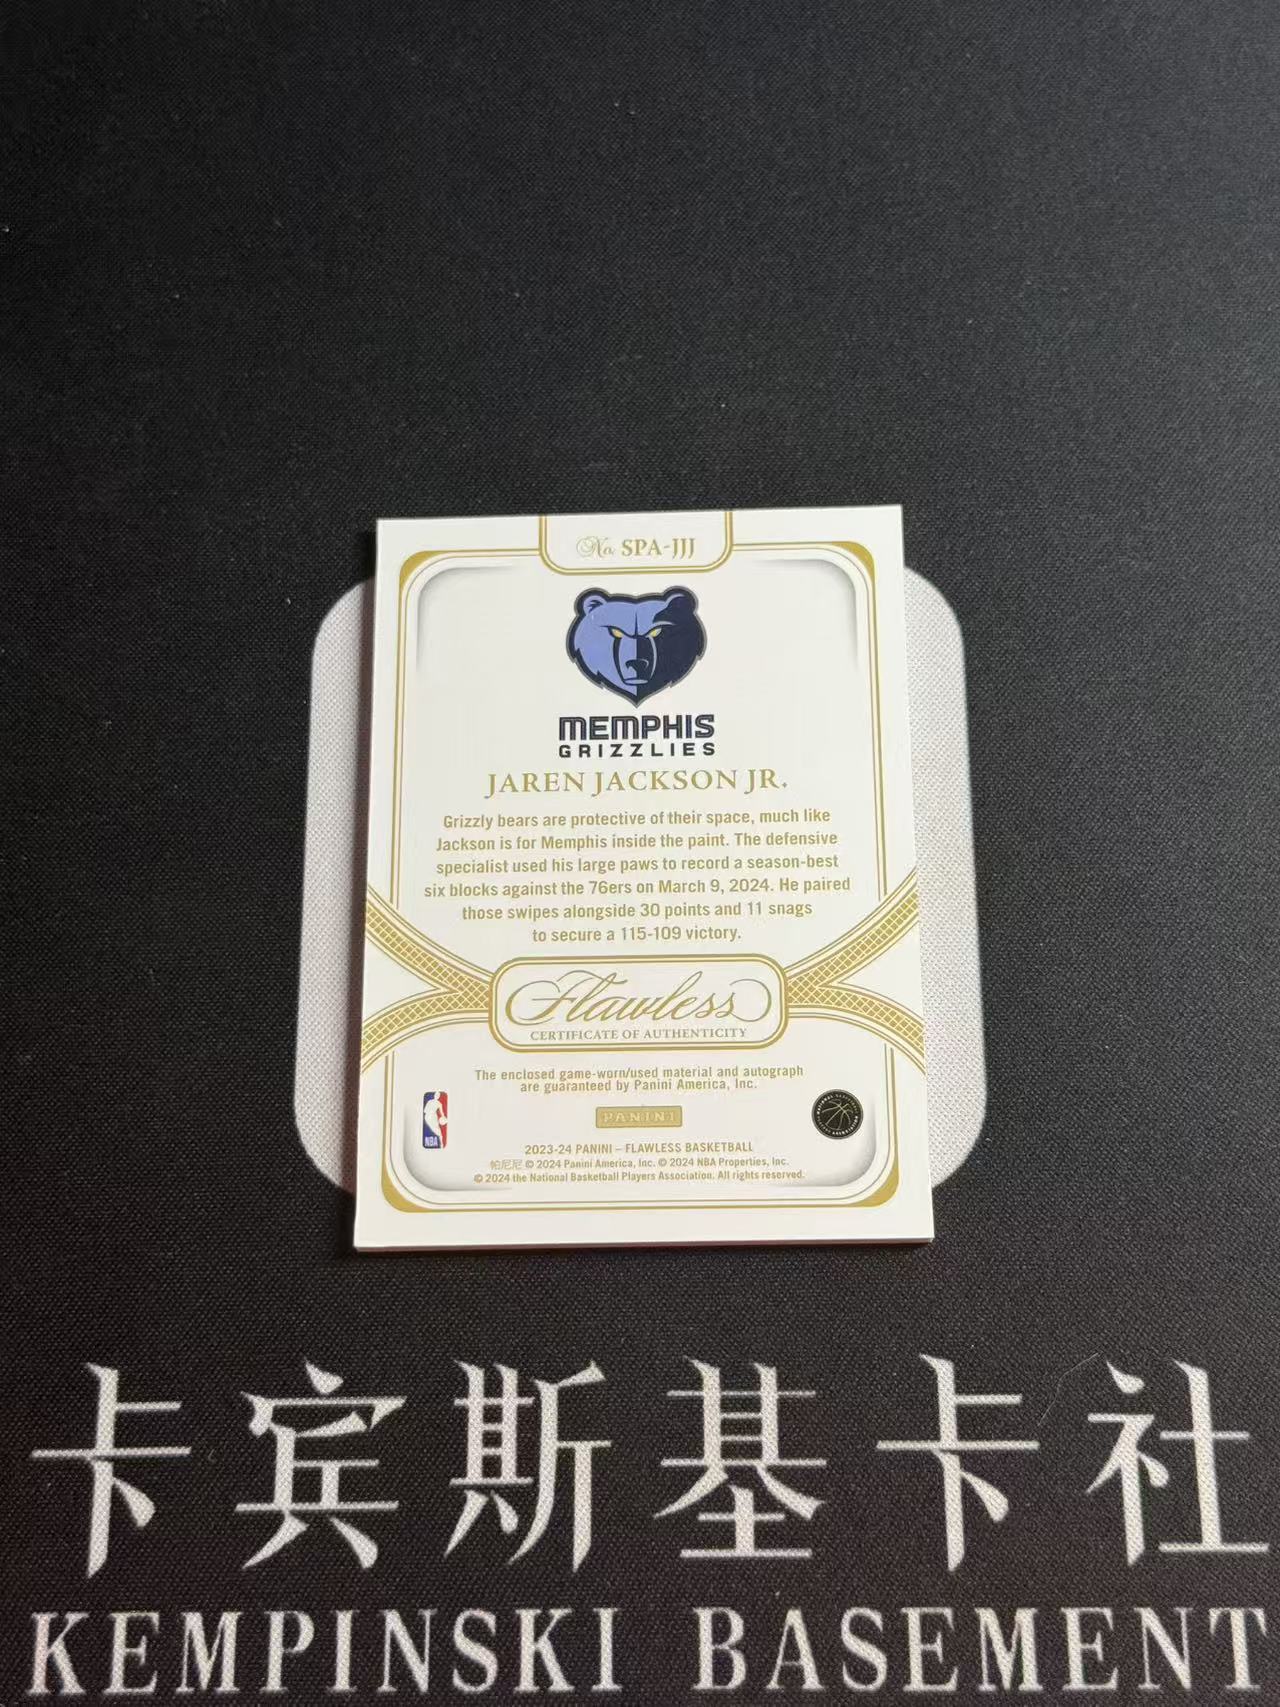 No. SPA-JJJ
MEMPHIS
GRIZZLIES
JAREN JACKSON JR.
Grizzly bears are protective of their space, much like
Jackson is for Memphis inside the paint. The defensive
specialist used his large paws to record a season-best
six blocks against the 76ers on March 9, 2024. He paired
those swipes alongside 30 points and 11 snags
to secure a 115-109 victory.
Flawless
CERTIFICATE OF AUTHENTICITY
The enclosed game-worn/used material and autograph
are guaranteed by Panini America, Inc.
PANINI
NBA
2023-24 PANINI – FLAWLESS BASKETBALL
帕尼尼 © 2024 Panini America, Inc. © 2024 NBA Properties, Inc.
© 2024 the National Basketball Players Association. All rights reserved.
卡宾斯基卡社
KEMPINSKI BASEMENT